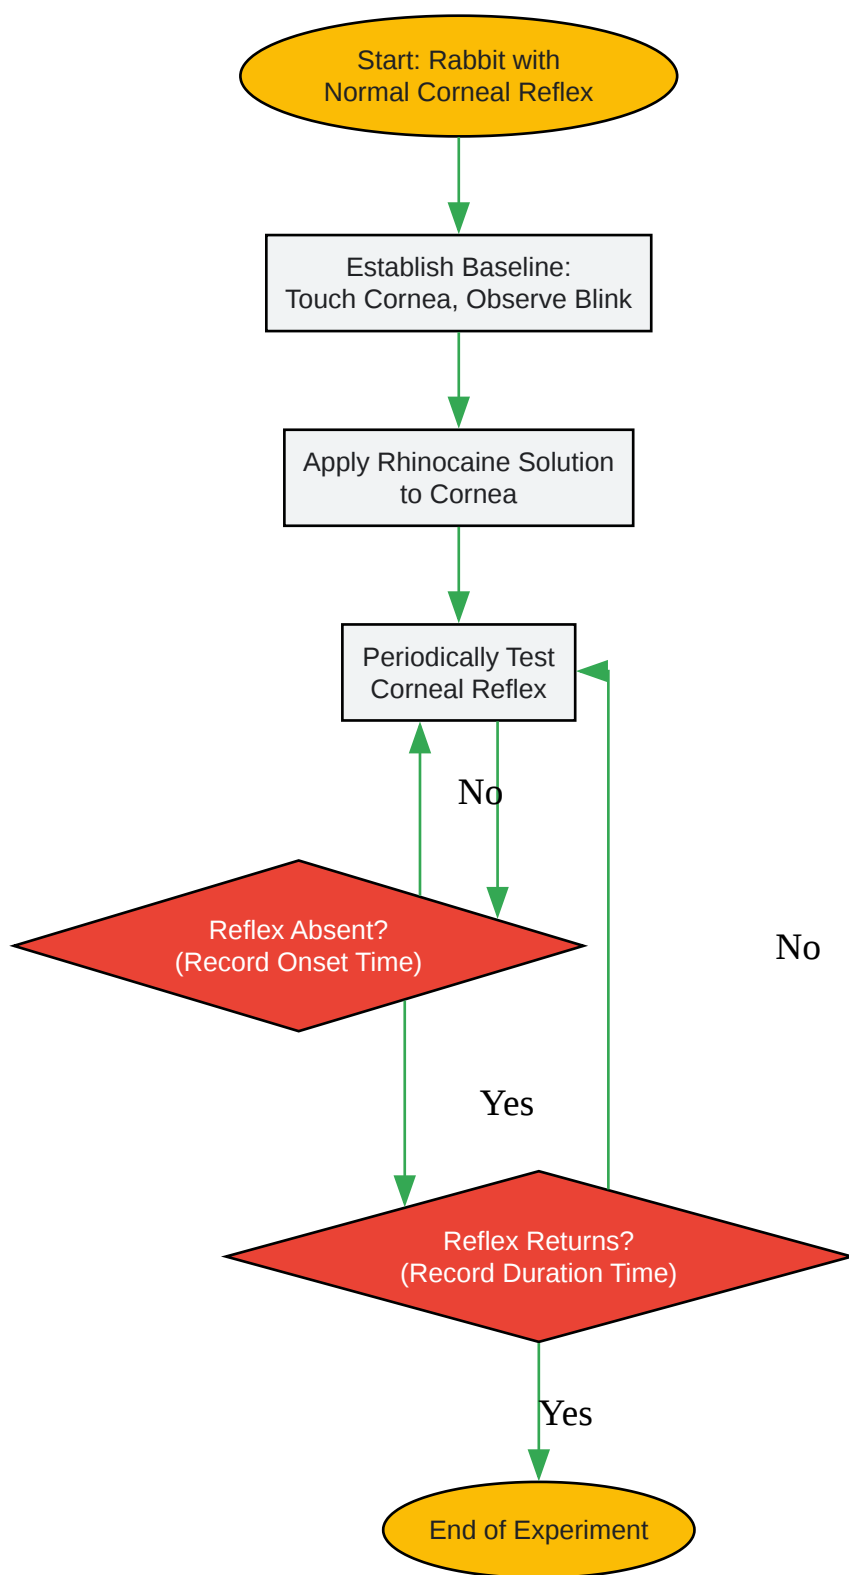 Start: Rabbit with
Normal Corneal Reflex
Establish Baseline:
Touch Cornea, Observe Blink
Apply Rhinocaine Solution
to Cornea
Periodically Test
Corneal Reflex
No
Reflex Absent?
(Record Onset Time)
No
Yes
Reflex Returns?
(Record Duration Time)
Yes
End of Experiment